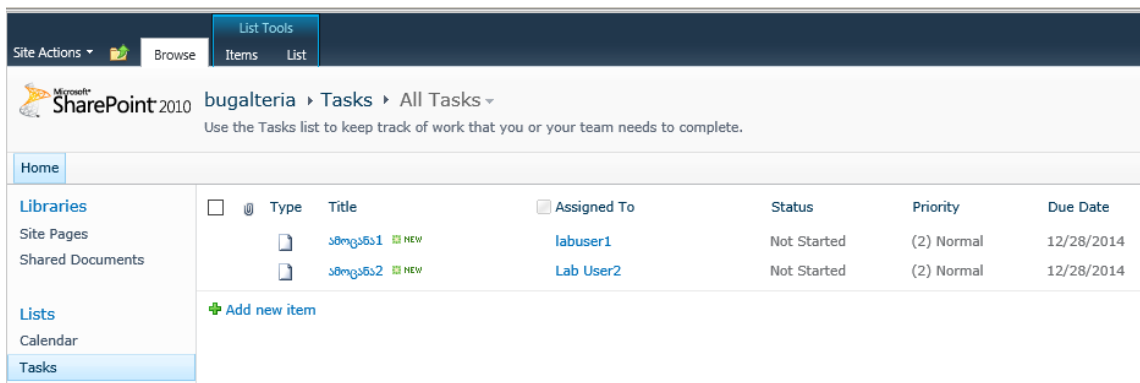 List Tools
Site Actions Browse Items List
Microsoft®
SharePoint 2010
bugalteria Tasks All Tasks
Use the Tasks list to keep track of work that you or your team needs to complete.
Home
Libraries
Site Pages
Shared Documents
Lists
Calendar
Tasks
Type Title Assigned To Status Priority Due Date
ამოცანა1 NEW labuser1 Not Started (2) Normal 12/28/2014
ამოცანა2 NEW Lab User2 Not Started (2) Normal 12/28/2014
Add new item